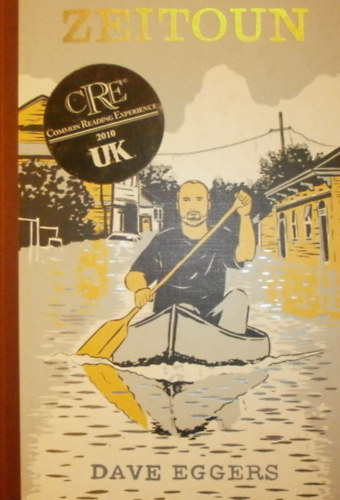 ZEITOUN
CRE
COMMON READING EXPERIENCE
2010
UK
DAVE EGGERS